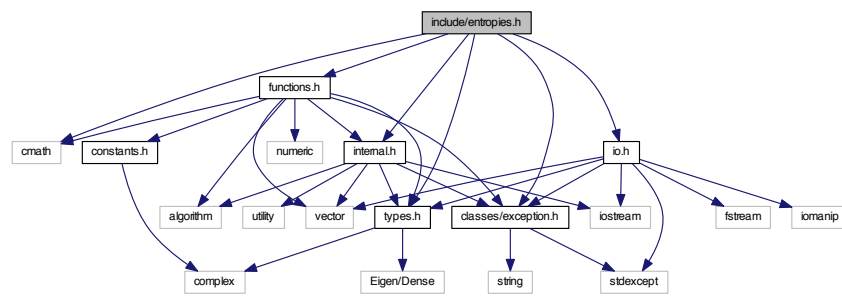 include/entropies.h
functions.h
cmath
constants.h
numeric
internal.h
io.h
algorithm
utility
vector
types.h
classes/exception.h
iostream
fstream
iomanip
complex
Eigen/Dense
string
stdexcept